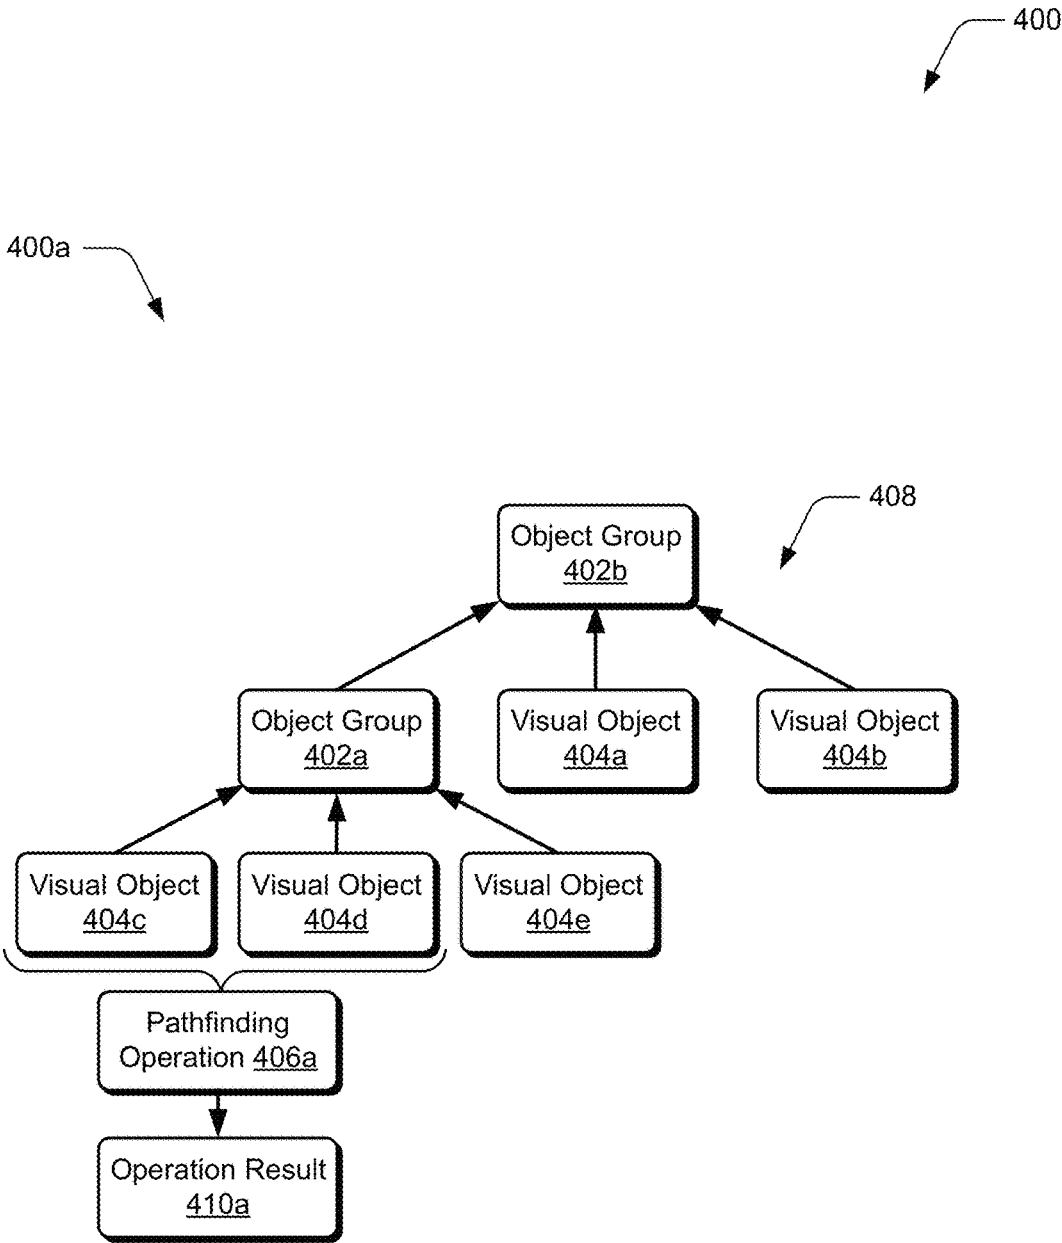 400
400a
408
Object Group
402b
Object Group
402a
Visual Object
404a
Visual Object
404b
Visual Object
404c
Visual Object
404d
Visual Object
404e
Pathfinding
Operation 406a
Operation Result
410a